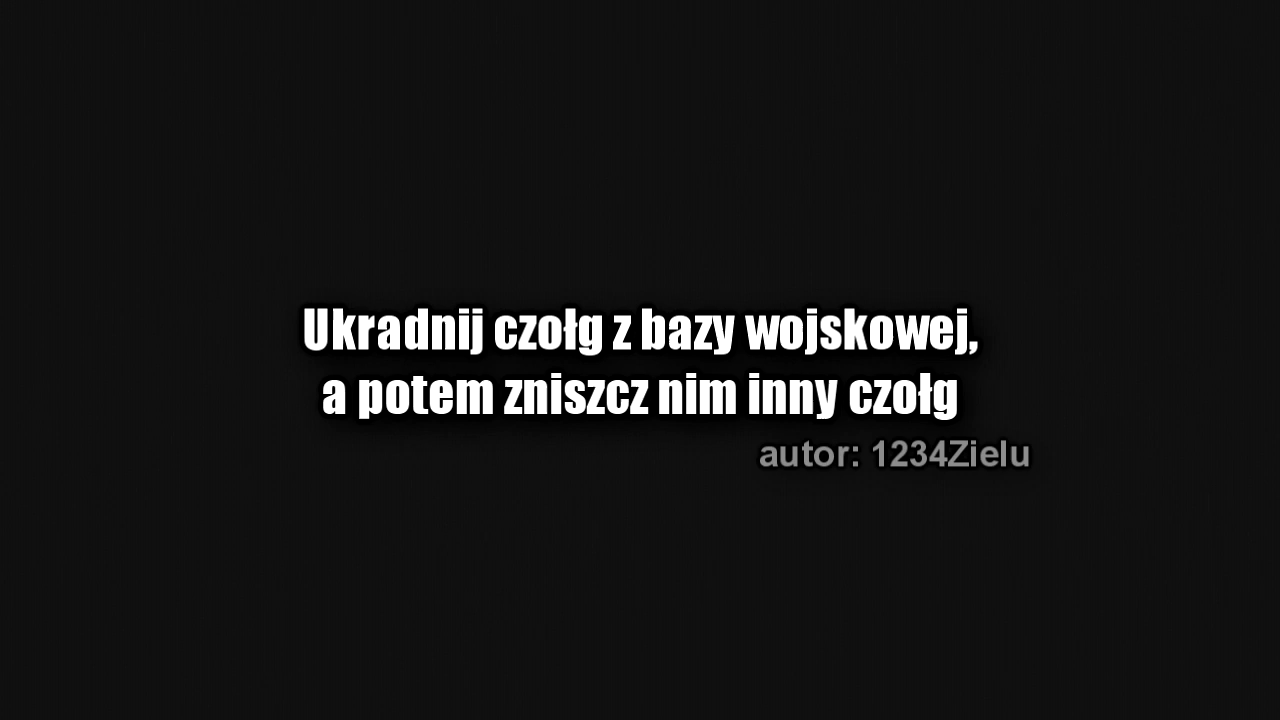 Ukradnij czołg z bazy wojskowej,
a potem zniszcz nim inny czołg
autor: 1234Zielu